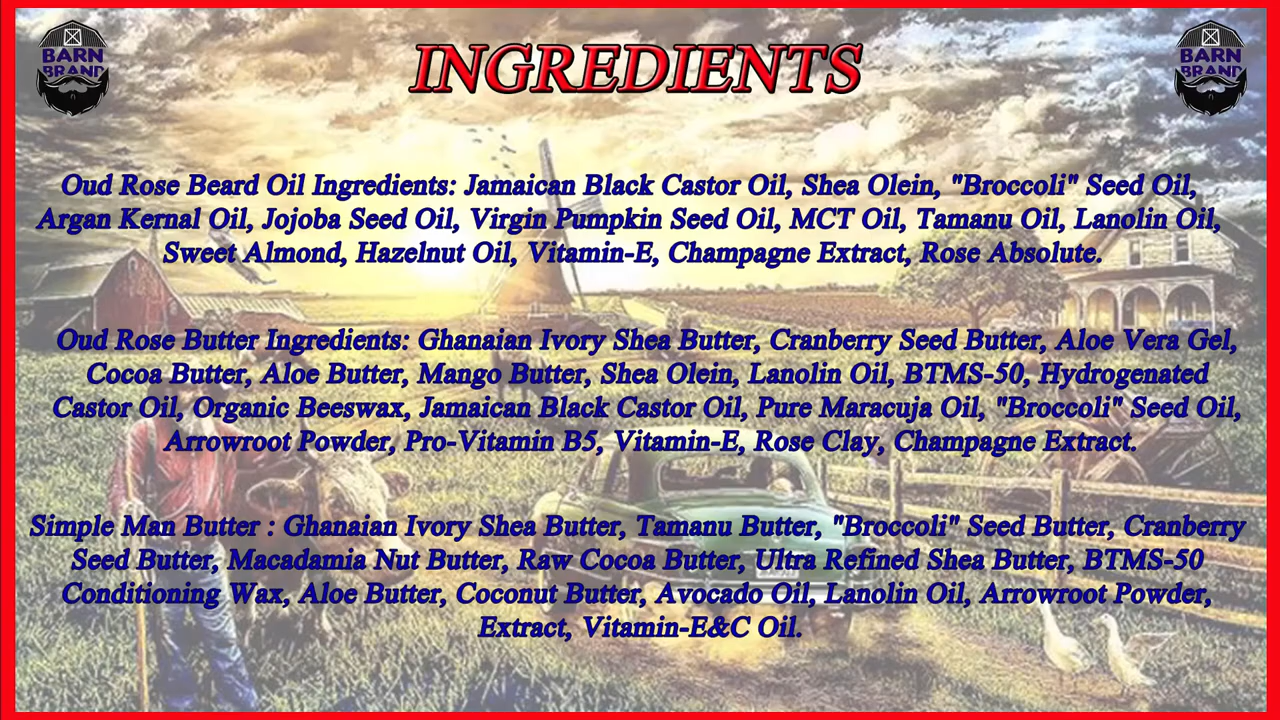 BARN
BRAND
INGREDIENTS
BARN
BRAND
Oud Rose Beard Oil Ingredients: Jamaican Black Castor Oil, Shea Olein, "Broccoli" Seed Oil,
Argan Kernal Oil, Jojoba Seed Oil, Virgin Pumpkin Seed Oil, MCT Oil, Tamanu Oil, Lanolin Oil,
Sweet Almond, Hazelnut Oil, Vitamin-E, Champagne Extract, Rose Absolute.
Oud Rose Butter Ingredients: Ghanaian Ivory Shea Butter, Cranberry Seed Butter, Aloe Vera Gel,
Cocoa Butter, Aloe Butter, Mango Butter, Shea Olein, Lanolin Oil, BTMS-50, Hydrogenated
Castor Oil, Organic Beeswax, Jamaican Black Castor Oil, Pure Maracuja Oil, "Broccoli" Seed Oil,
Arrowroot Powder, Pro-Vitamin B5, Vitamin-E, Rose Clay, Champagne Extract.
Simple Man Butter : Ghanaian Ivory Shea Butter, Tamanu Butter, "Broccoli" Seed Butter, Cranberry
Seed Butter, Macadamia Nut Butter, Raw Cocoa Butter, Ultra Refined Shea Butter, BTMS-50
Conditioning Wax, Aloe Butter, Coconut Butter, Avocado Oil, Lanolin Oil, Arrowroot Powder,
Extract, Vitamin-E&C Oil.